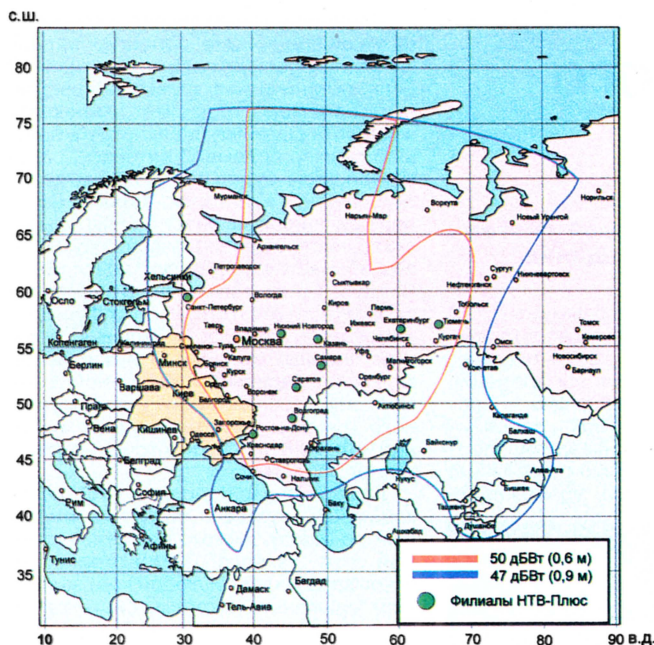 с.ш.
80
75
70
65
60
55
50
45
40
35
10 20 30 40 50 60 70 80 90 в.д.
Мурманск
Нарьян-Мар
Воркута
Норильск
Новый Уренгой
Архангельск
Хельсинки
Петрозаводск
Сыктывкар
Сургут
Нижневартовск
Нефтеюганск
Осло
Стокгольм
Санкт-Петербург
Вологда
Киров
Пермь
Тобольск
Екатеринбург
Тюмень
Тверь
Владимир
Нижний Новгород
Ижевск
Томск
Копенгаген
Калининград
Москва
Казань
Челябинск
Курган
Омск
Кемерово
Тула
Калуга
Уфа
Новосибирск
Минск
Самара
Магнитогорск
Кокчетав
Барнаул
Берлин
Курск
Оренбург
Варшава
Воронеж
Саратов
Киев
Белгород
Актюбинск
Прага
Караганда
Волгоград
Вена
Кишинев
Запорожье
Одесса
Ростов-на-Дону
Балхаш
Краснодар
Астрахань
Байконур
Белград
Ставрополь
Сочи
Нальчик
Нукус
Алма-Ата
София
Бишкек
Рим
Анкара
Баку
Ташкент
Афины
Ашхабад
Душанбе
Тунис
Дамаск
Багдад
Тель-Авив
50 дБВт (0,6 м)
47 дБВт (0,9 м)
Филиалы НТВ-Плюс